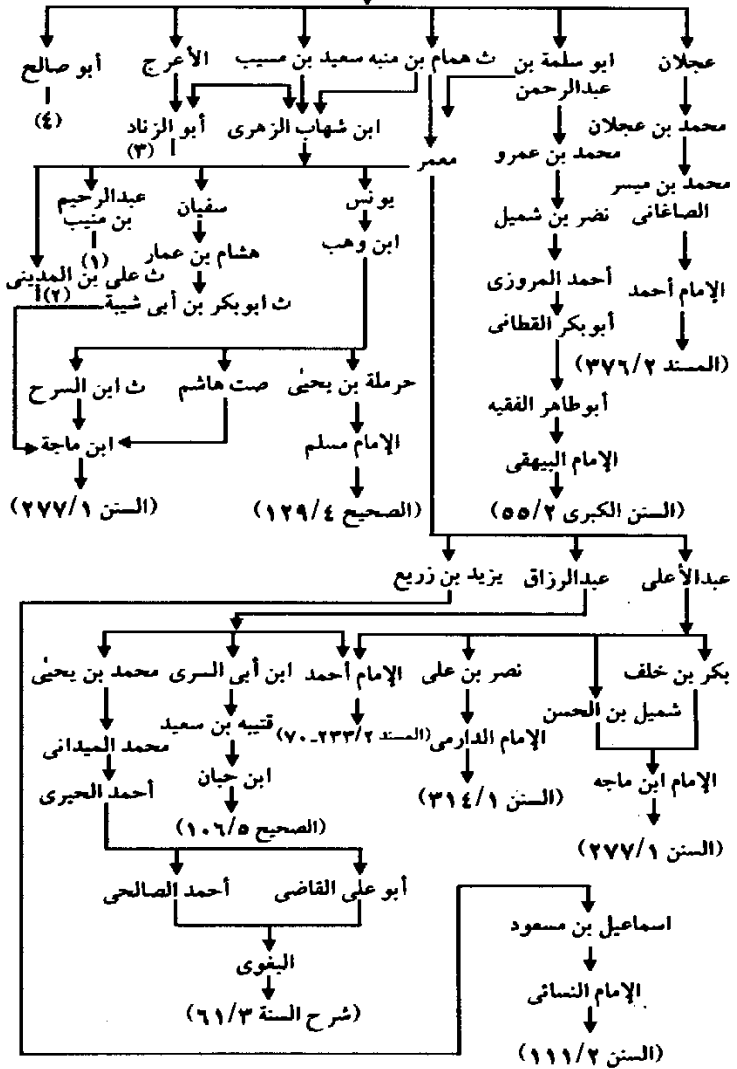 عجلان
ابو سلمة بن
عبدالرحمن
ث همام بن منبه
سعيد بن مسيب
الأعرج
أبو صالح
(٤)
محمد بن عجلان
محمد بن عمرو
معمر
ابن شهاب الزهرى
أبو الزناد
(٣)
محمد بن ميسر
الصاغانى
نضر بن شميل
يونس
سفيان
عبدالرحيم
بن منيب
(١)
ابن وهب
هشام بن عمار
ث على بن المدينى
(٢)
ث ابو بكر بن أبى شيبة
الإمام أحمد
أحمد المروزى
أبو بكر القطانى
(المسند ٣٧٦/٢)
حرملة بن يحيىٰ
صت هاشم
ث ابن السرح
أبو طاهر الفقيه
الإمام مسلم
ابن ماجة
الإمام البيهقى
(السنن الكبرى ٥٥/٢)
(الصحيح ١٢٩/٤)
(السنن ٢٧٧/١)
عبدالأعلى
عبدالرزاق
يزيد بن زريع
بكر بن خلف
نصر بن على
الإمام أحمد
ابن أبى السرى
محمد بن يحيىٰ
شميل بن الحسن
الإمام الدارمى
(المسند ٢٣٣/٢-٧٠)
قتيبه بن سعيد
محمد الميدانى
الإمام ابن ماجه
(السنن ٣١٤/١)
ابن حبان
أحمد الحيرى
(السنن ٢٧٧/١)
(الصحيح ١٠٦/٥)
أبو على القاضى
أحمد الصالحى
اسماعيل بن مسعود
البغوى
الإمام النسائى
(شرح السنة ٦١/٣)
(السنن ١١١/٢)